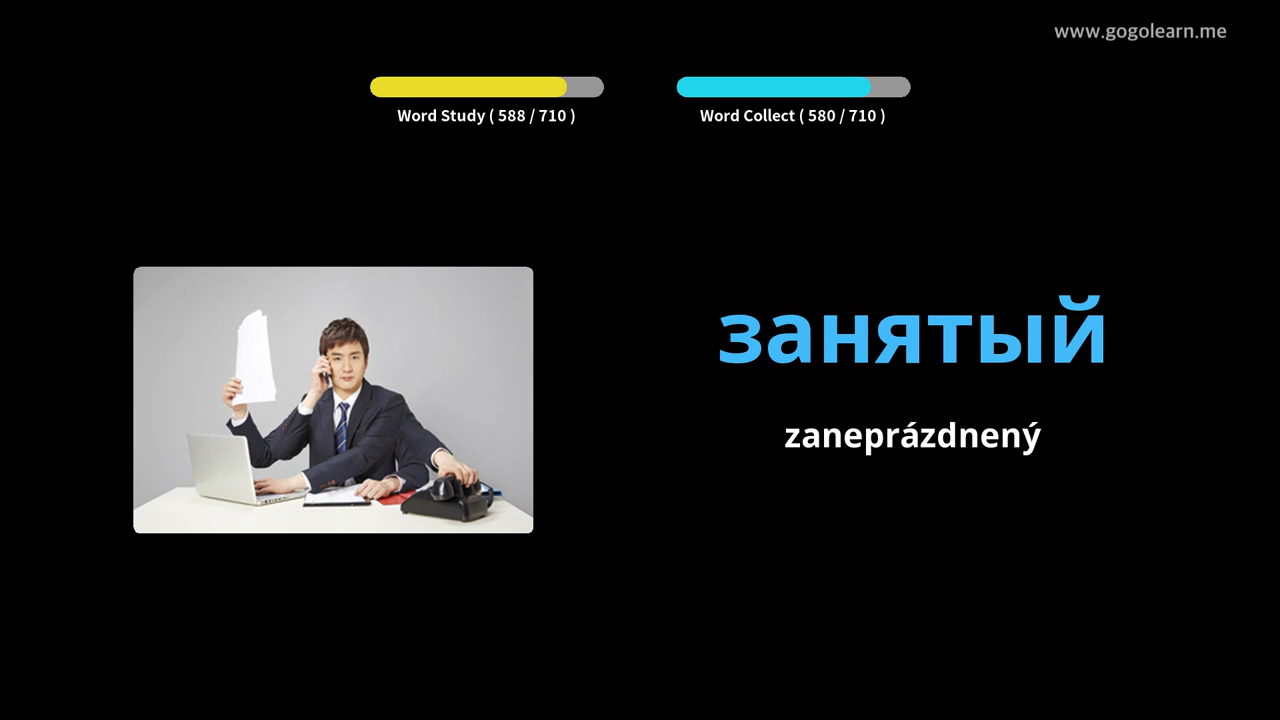 www.gogolearn.me
Word Study ( 588 / 710 )
Word Collect ( 580 / 710 )
занятый
zaneprázdnený